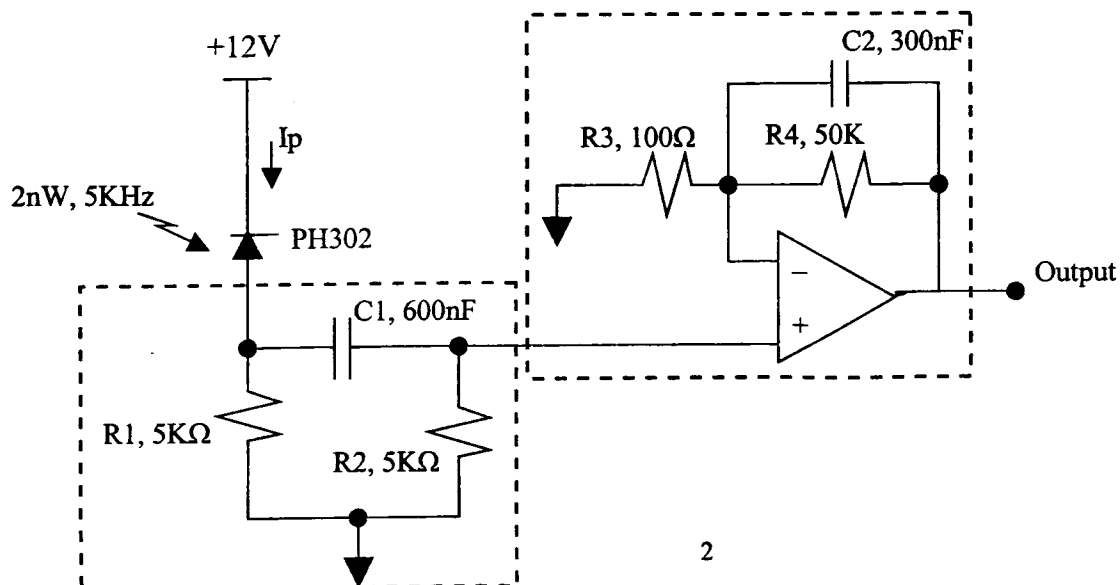 +12V
C2, 300nF
R3, 100Ω
R4, 50K
Ip
2nW, 5KHz
PH302
−
Output
C1, 600nF
+
R1, 5KΩ
R2, 5KΩ
2